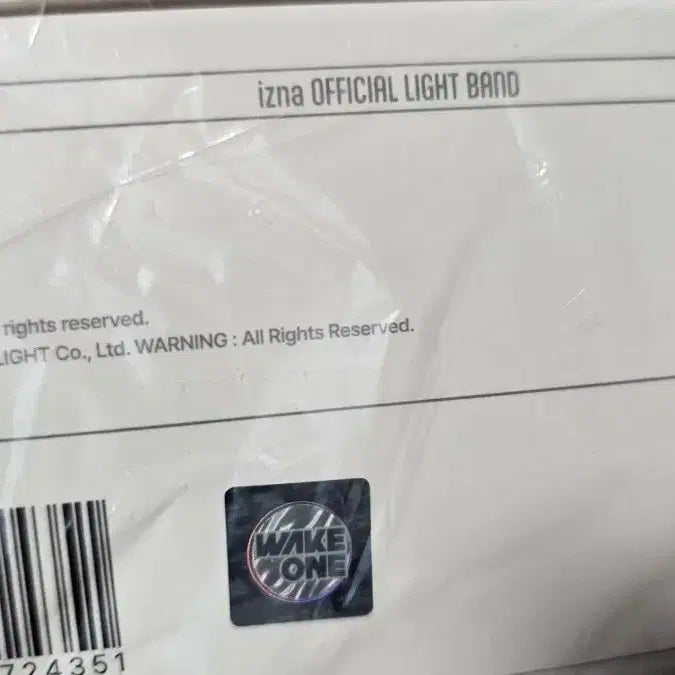 izna OFFICIAL LIGHT BAND
rights reserved.
LIGHT Co., Ltd. WARNING : All Rights Reserved.
WAKE
ONE
724351